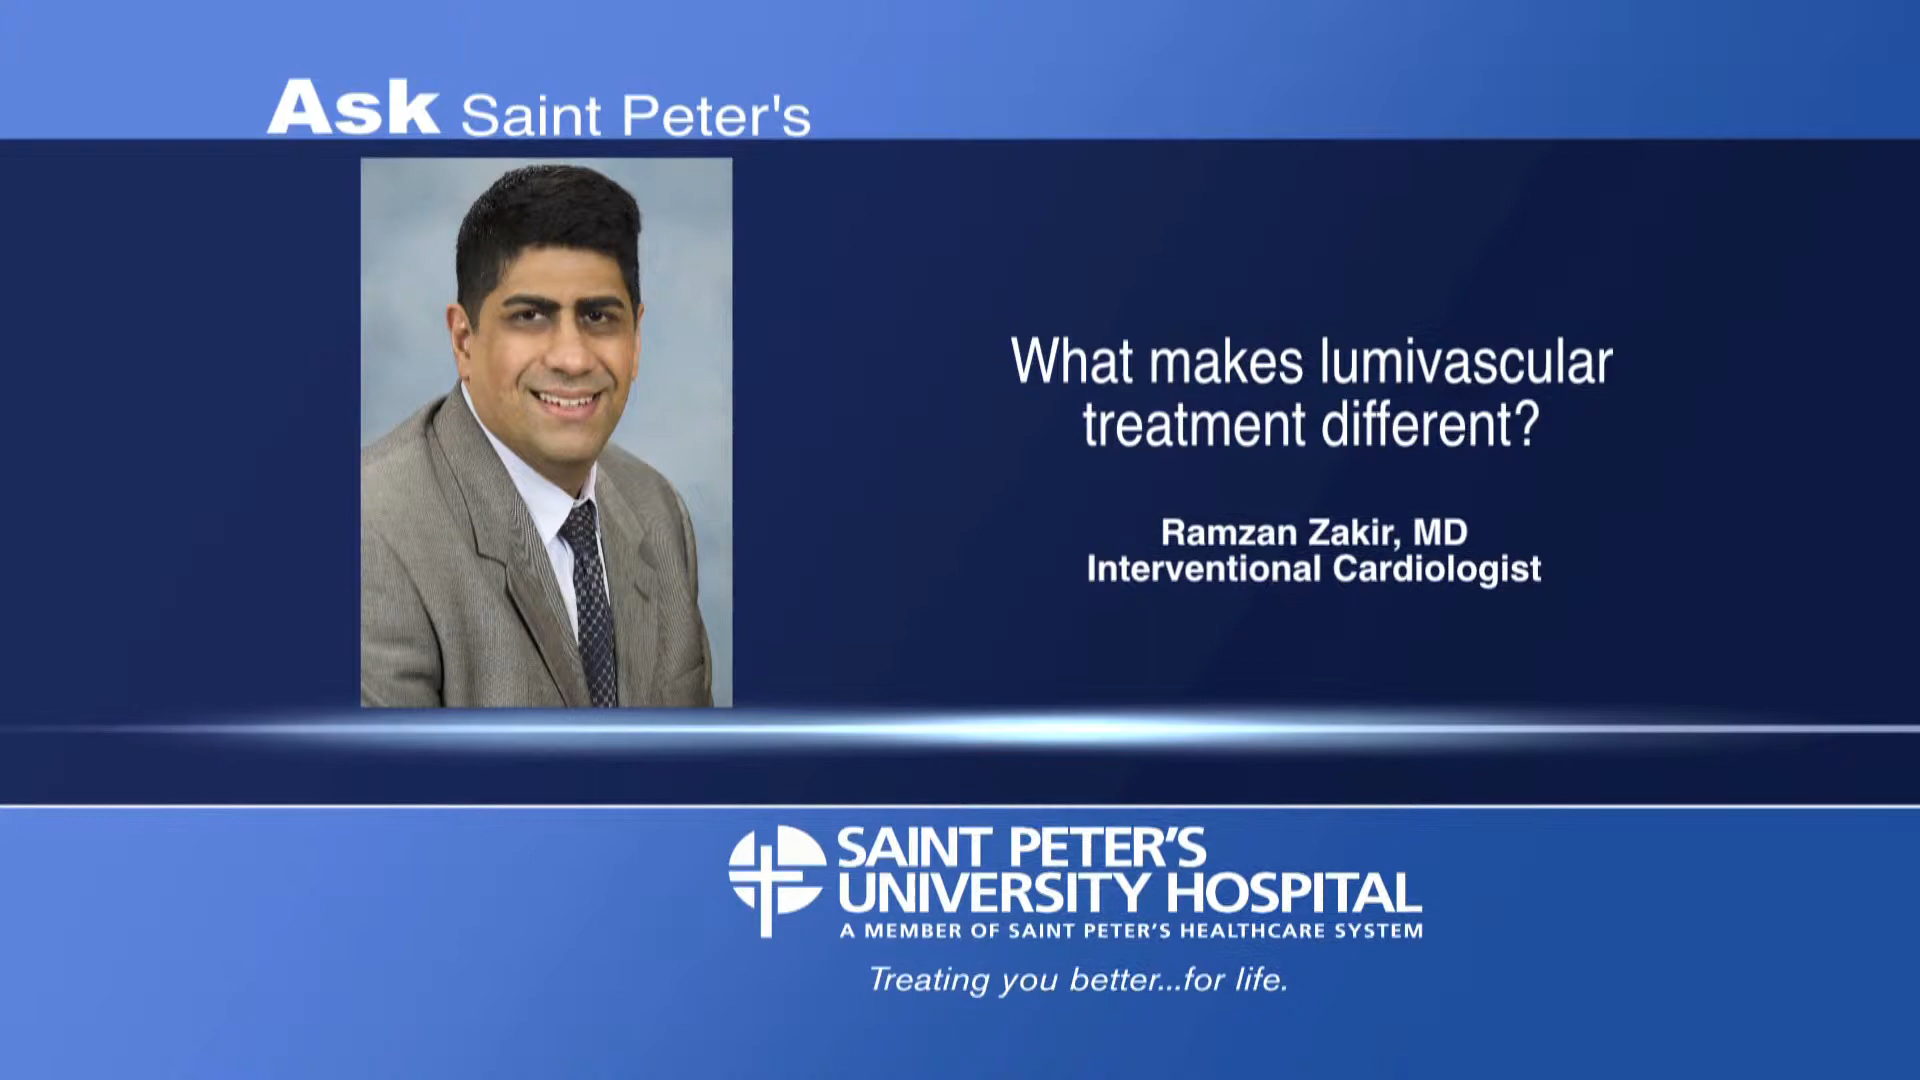 Ask Saint Peter's
What makes lumivascular
treatment different?
Ramzan Zakir, MD
Interventional Cardiologist
SAINT PETER'S
UNIVERSITY HOSPITAL
A MEMBER OF SAINT PETER'S HEALTHCARE SYSTEM
Treating you better...for life.